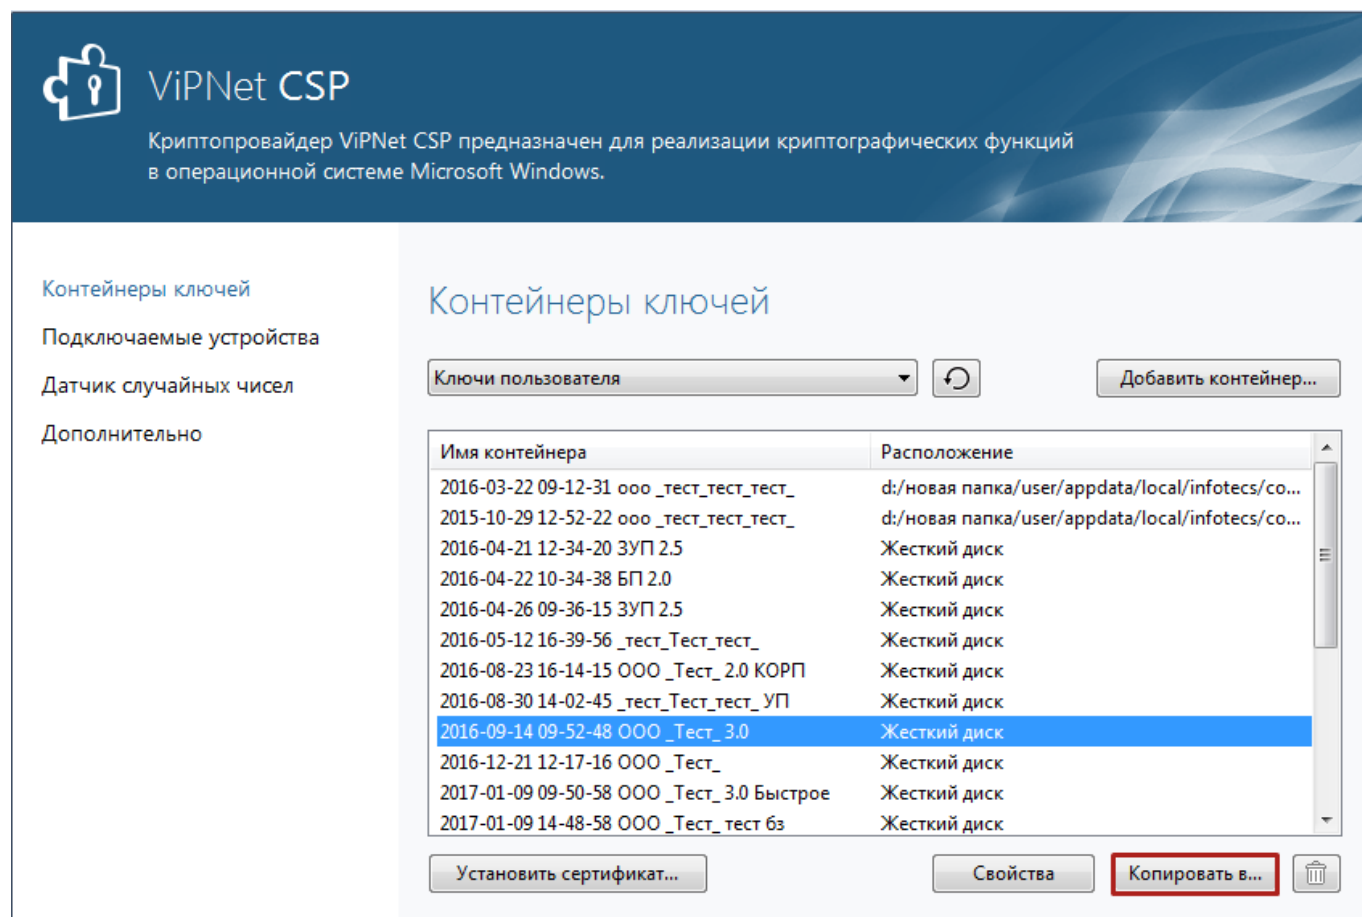 ViPNet CSP
Криптопровайдер ViPNet CSP предназначен для реализации криптографических функций
в операционной системе Microsoft Windows.
Контейнеры ключей
Подключаемые устройства
Датчик случайных чисел
Дополнительно
Контейнеры ключей
Ключи пользователя
Добавить контейнер...
Имя контейнера Расположение
2016-03-22 09-12-31 ооо _тест_тест_тест_ d:/новая папка/user/appdata/local/infotecs/co...
2015-10-29 12-52-22 ооо _тест_тест_тест_ d:/новая папка/user/appdata/local/infotecs/co...
2016-04-21 12-34-20 ЗУП 2.5 Жесткий диск
2016-04-22 10-34-38 БП 2.0 Жесткий диск
2016-04-26 09-36-15 ЗУП 2.5 Жесткий диск
2016-05-12 16-39-56 _тест_Тест_тест_ Жесткий диск
2016-08-23 16-14-15 ООО _Тест_ 2.0 КОРП Жесткий диск
2016-08-30 14-02-45 _тест_Тест_тест_ УП Жесткий диск
2016-09-14 09-52-48 ООО _Тест_ 3.0 Жесткий диск
2016-12-21 12-17-16 ООО _Тест_ Жесткий диск
2017-01-09 09-50-58 ООО _Тест_ 3.0 Быстрое Жесткий диск
2017-01-09 14-48-58 ООО _Тест_ тест бз Жесткий диск
Установить сертификат... Свойства Копировать в...